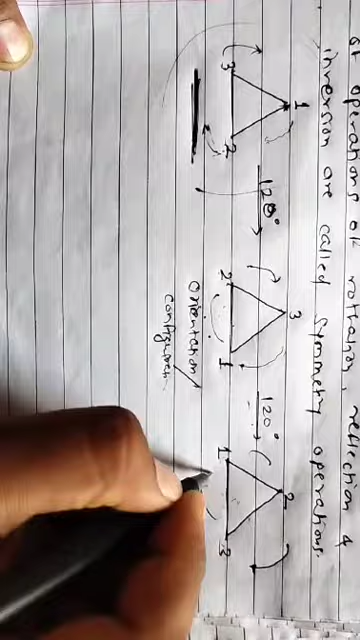 of operations of rotation, reflection &
inversion are called symmetry operations.
1
3
2
120°
3
2
1
120°
2
1
3
Orientation/
configuration